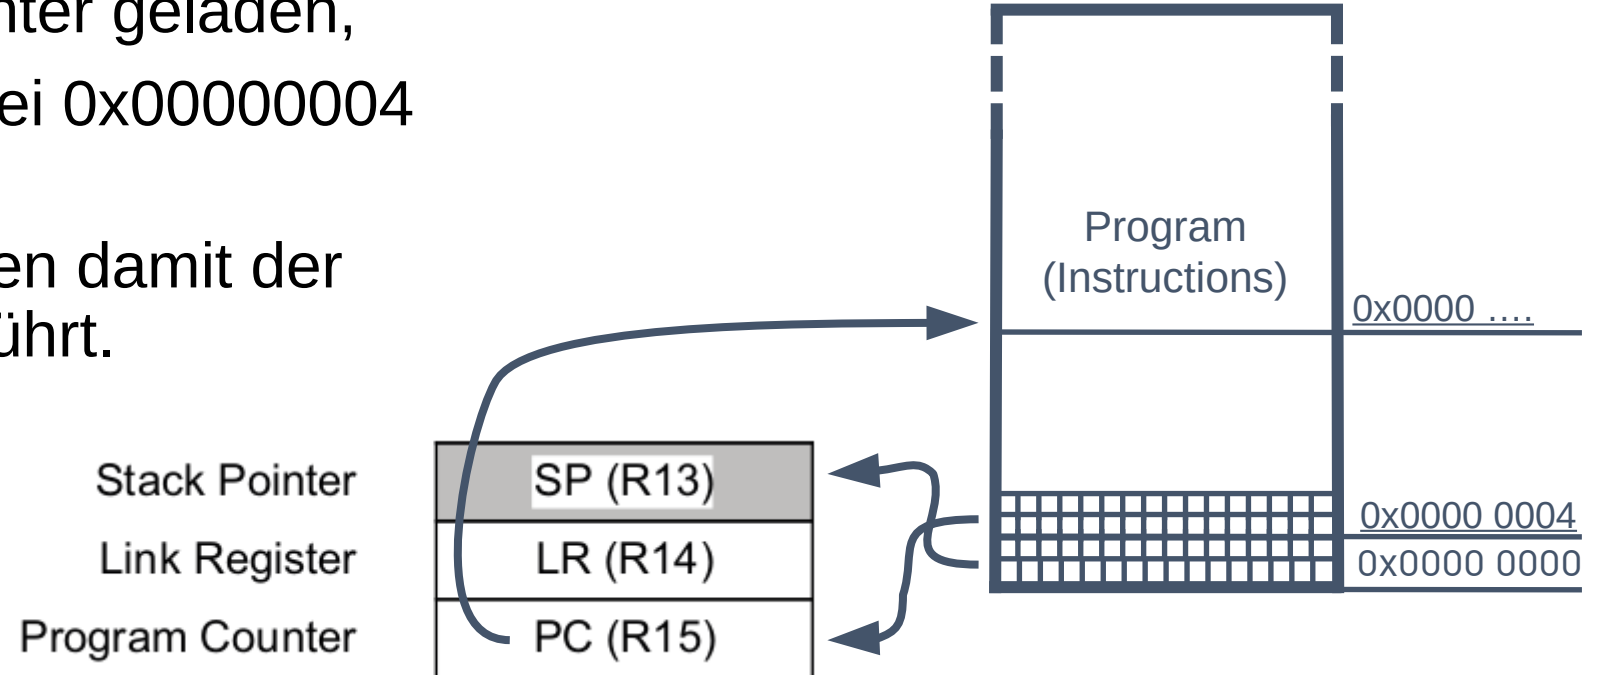 nter geladen,
ei 0x00000004
en damit der
ührt.
Program
(Instructions)
0x0000 ....
0x0000 0004
0x0000 0000
Stack Pointer SP (R13)
Link Register LR (R14)
Program Counter PC (R15)